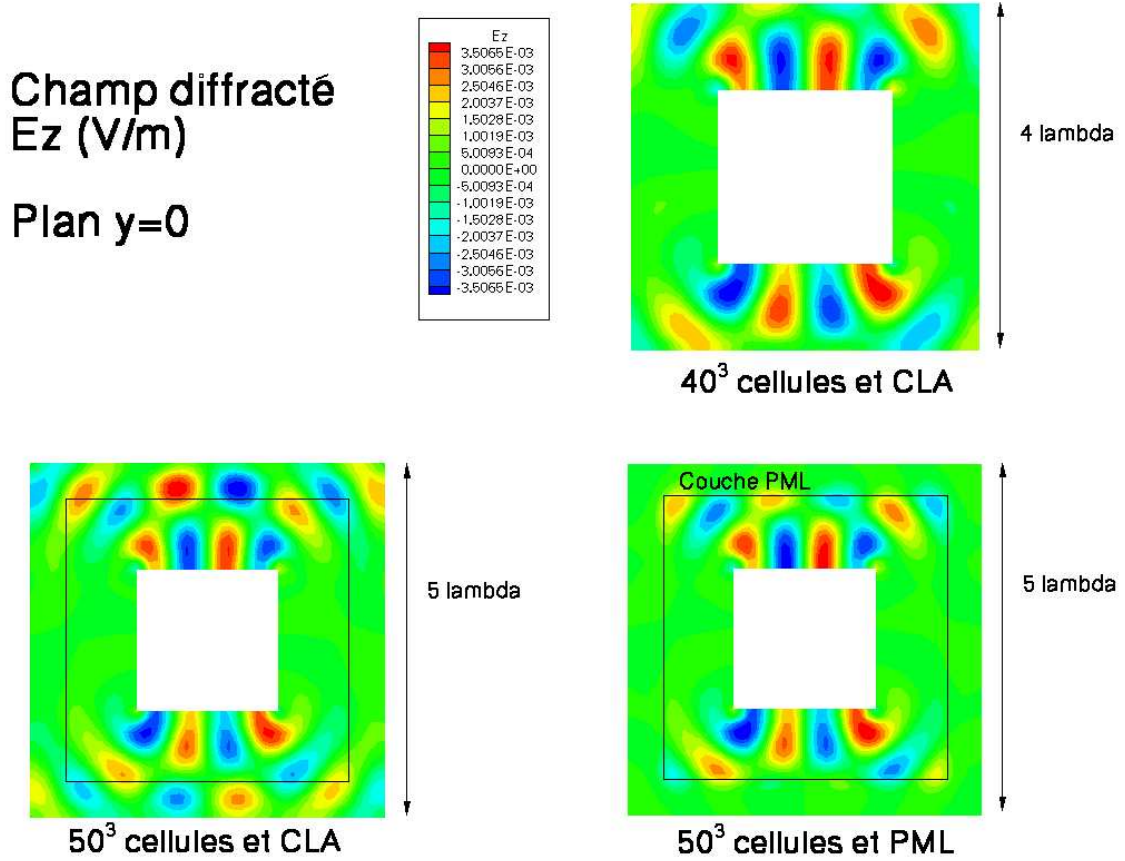 Champ diffracté
Ez (V/m)
Plan y=0
Ez
3.5065E-03
3.0056E-03
2.5046E-03
2.0037E-03
1.5028E-03
1.0019E-03
5.0093E-04
0.0000E+00
-5.0093E-04
-1.0019E-03
-1.5028E-03
-2.0037E-03
-2.5046E-03
-3.0056E-03
-3.5065E-03
4 lambda
40³ cellules et CLA
5 lambda
50³ cellules et CLA
Couche PML
5 lambda
50³ cellules et PML